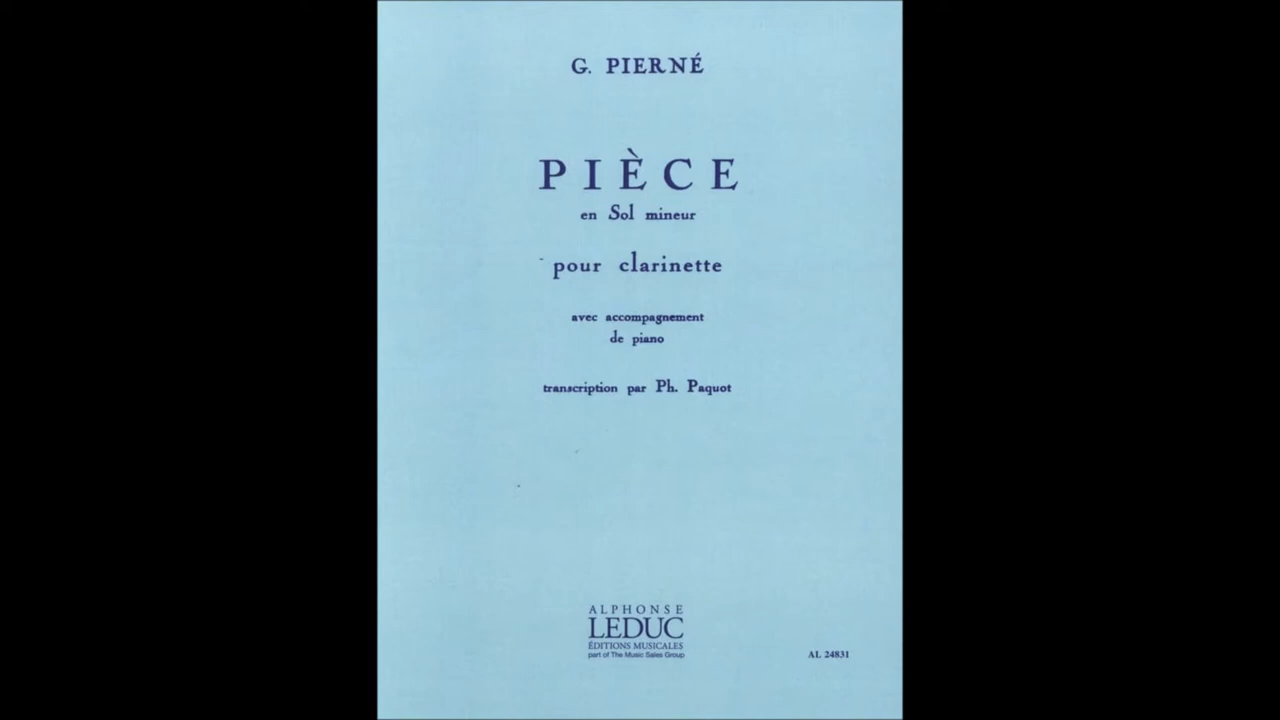 G. PIERNÉ
PIÈCE
en Sol mineur
pour clarinette
avec accompagnement
de piano
transcription par Ph. Paquot
ALPHONSE
LEDUC
ÉDITIONS MUSICALES
part of The Music Sales Group
AL 24831